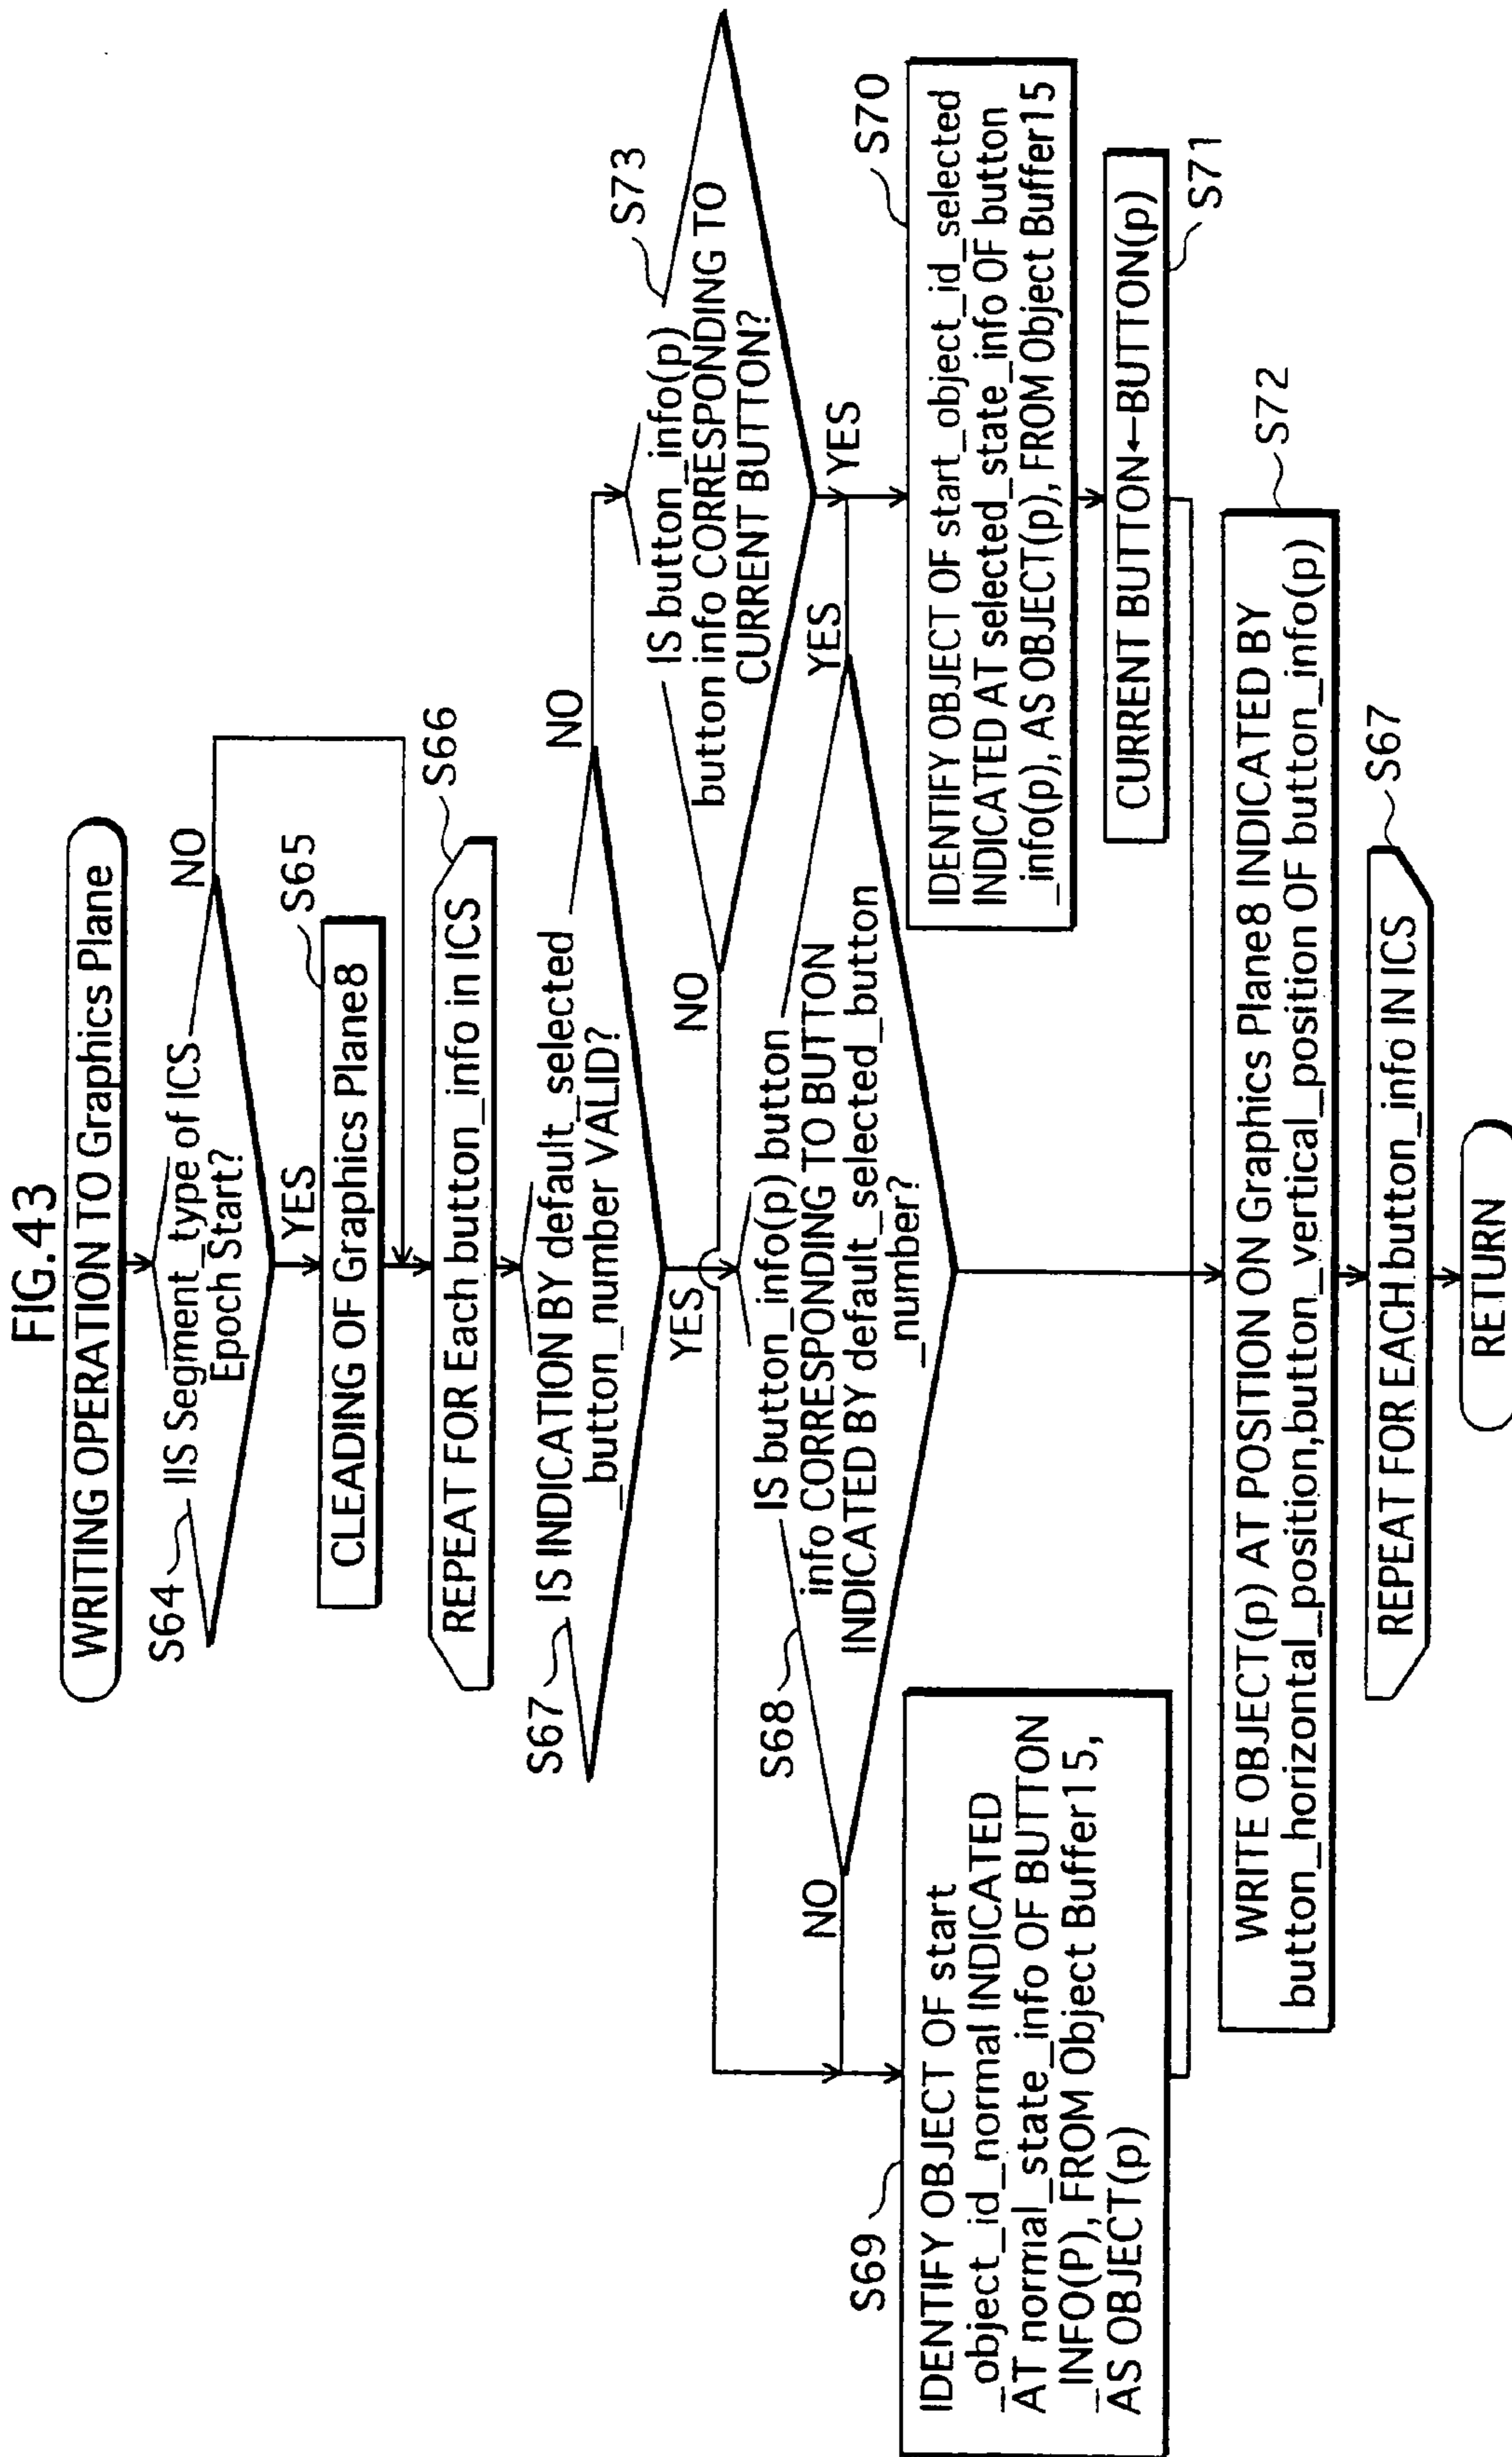 FIG.43
WRITING OPERATION TO Graphics Plane
S64
IIS Segment_type of ICS
Epoch Start?
NO
YES
S65
CLEADING OF Graphics Plane8
S66
REPEAT FOR Each button_info in ICS
S67
IS INDICATION BY default_selected
_button_number VALID?
NO
YES
S73
IS button_info(p)
button info CORRESPONDING TO
CURRENT BUTTON?
NO
YES
S68
IS button_info(p) button
info CORRESPONDING TO BUTTON
INDICATED BY default_selected_button
_number?
NO
YES
S69
IDENTIFY OBJECT OF start
_object_id_normal INDICATED
AT normal_state_info OF BUTTON
_INFO(P), FROM Object Buffer15,
AS OBJECT(p)
S70
IDENTIFY OBJECT OF start_object_id_selected
INDICATED AT selected_state_info OF button
_info(p), AS OBJECT(p), FROM Object Buffer15
CURRENT BUTTON←BUTTON(p)
S71
S72
WRITE OBJECT(p) AT POSITION ON Graphics Plane8 INDICATED BY
button_horizontal_position,button_vertical_position OF button_info(p)
S67
REPEAT FOR EACH button_info IN ICS
RETURN